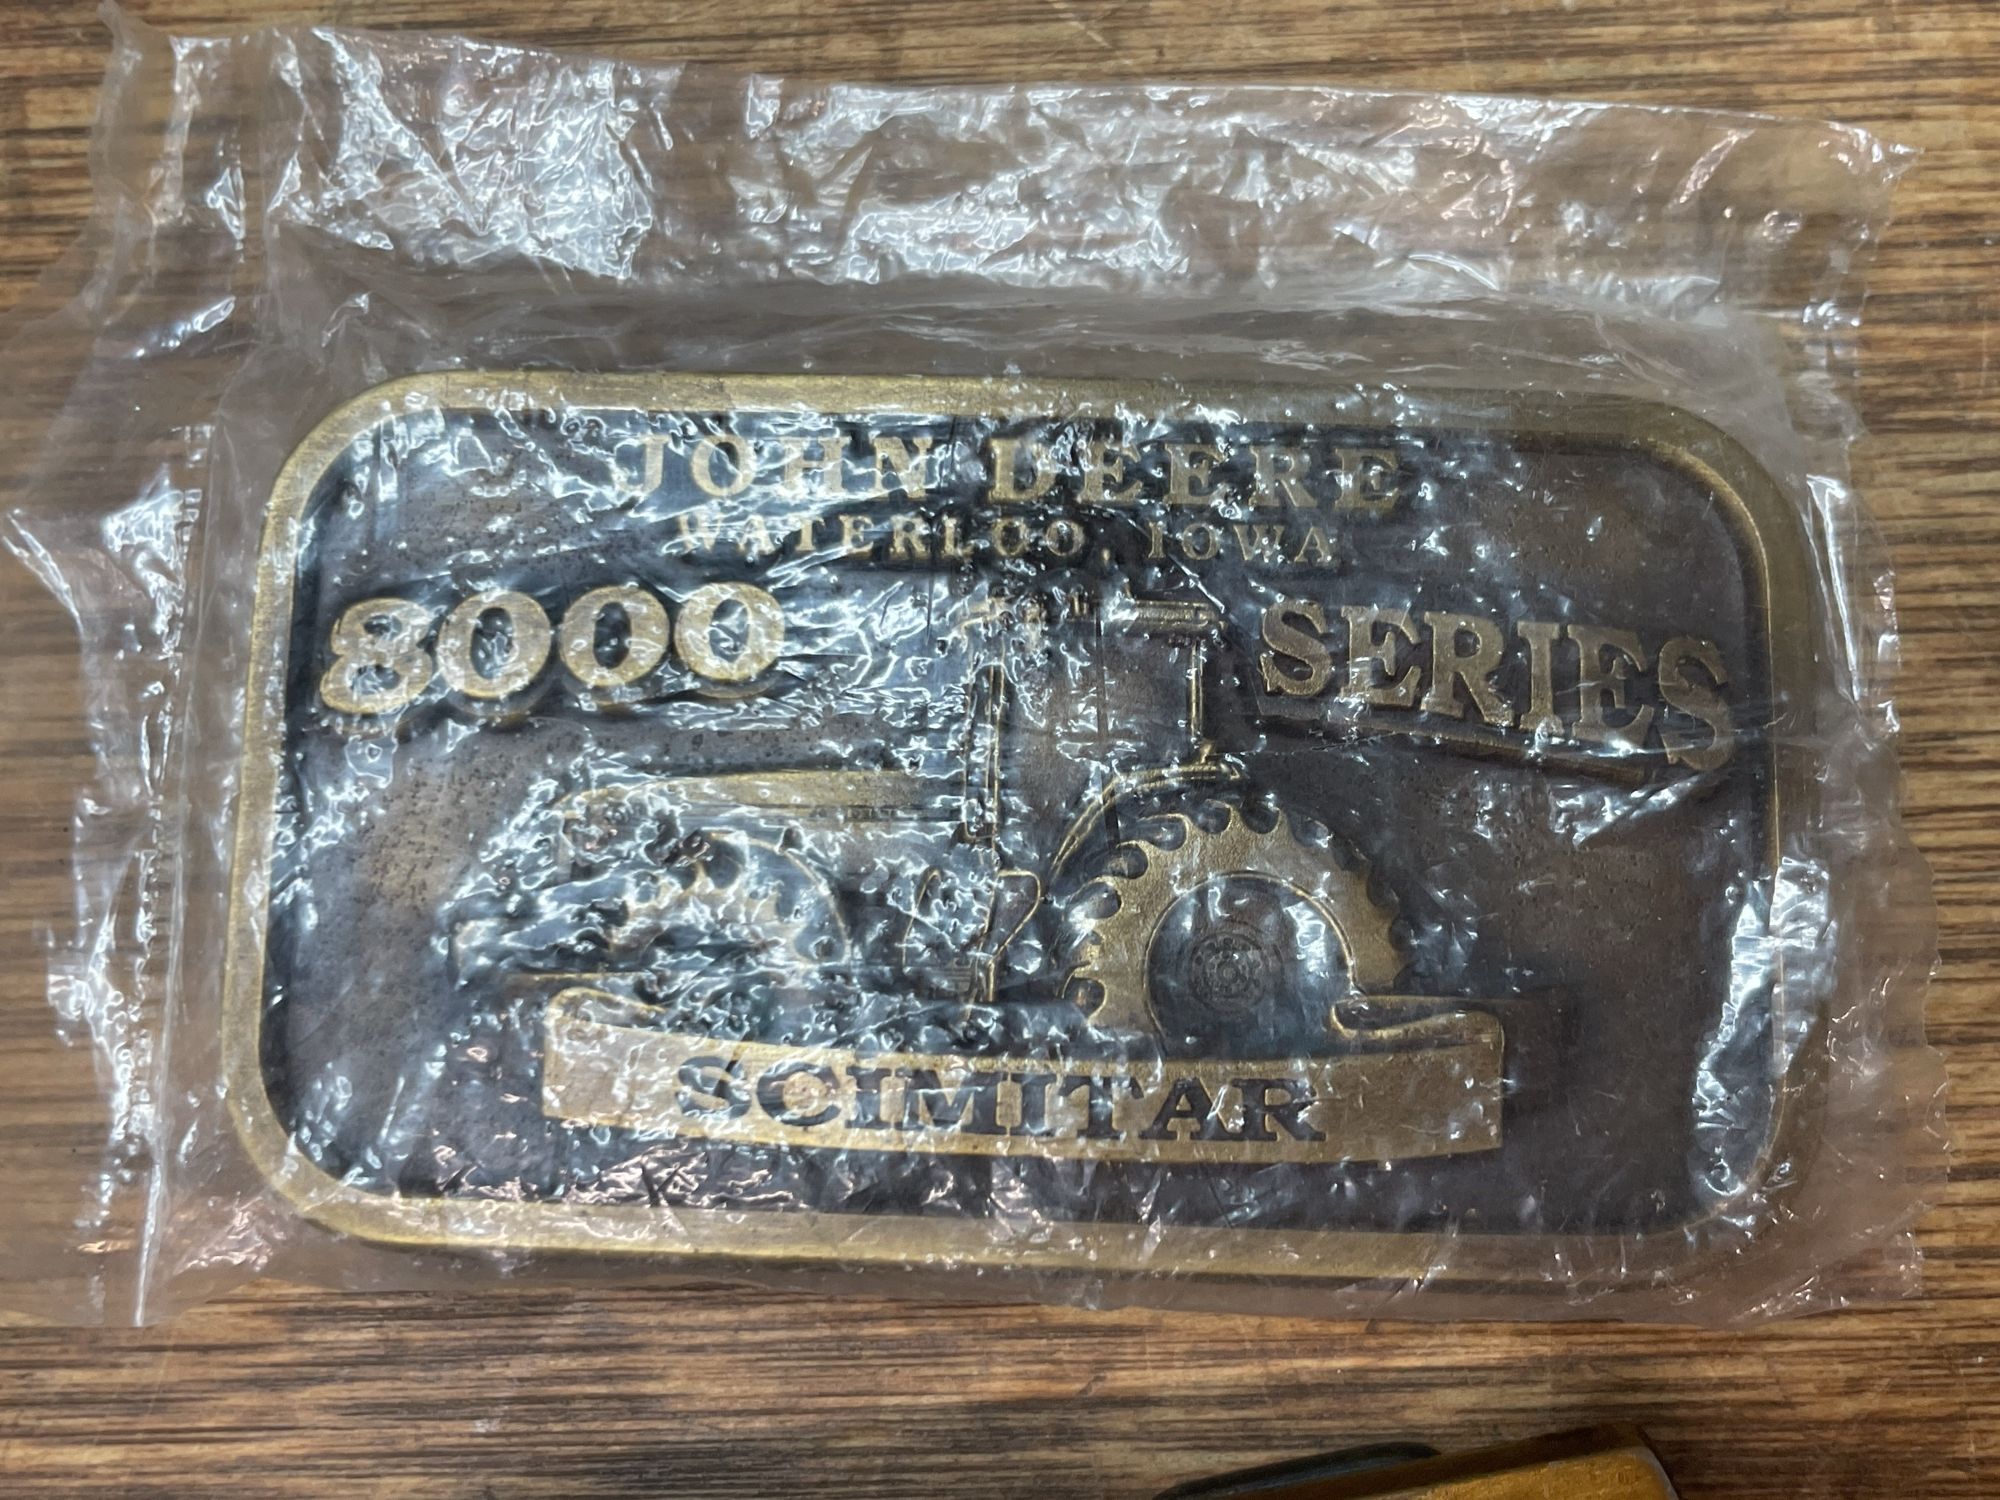 JOHN DEERE
WATERLOO, IOWA
8000 SERIES
SCIMITAR